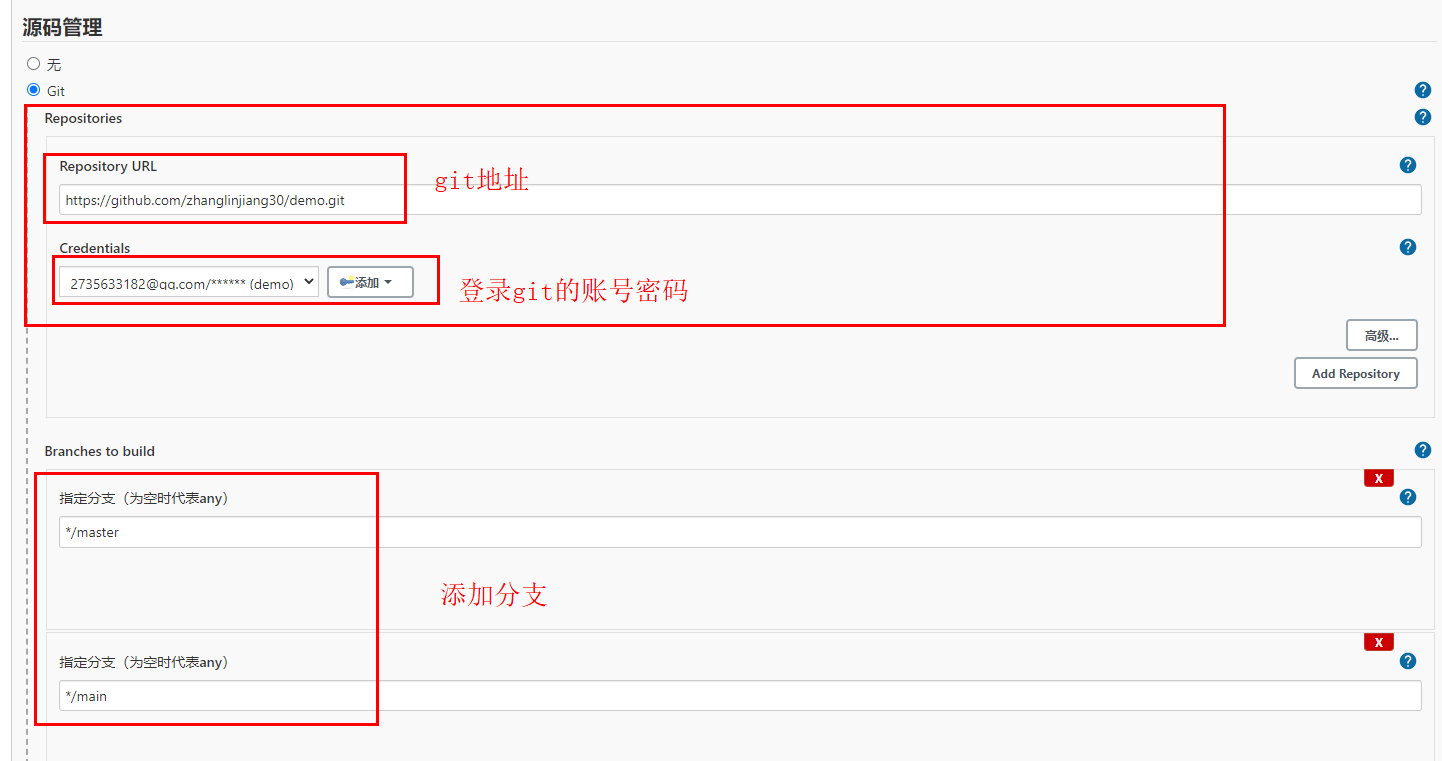 源码管理
无
Git
Repositories
Repository URL
git地址
https://github.com/zhanglinjiang30/demo.git
Credentials
2735633182@qq.com/****** (demo)
添加
登录git的账号密码
高级...
Add Repository
Branches to build
指定分支（为空时代表any）
X
*/master
添加分支
指定分支（为空时代表any）
X
*/main